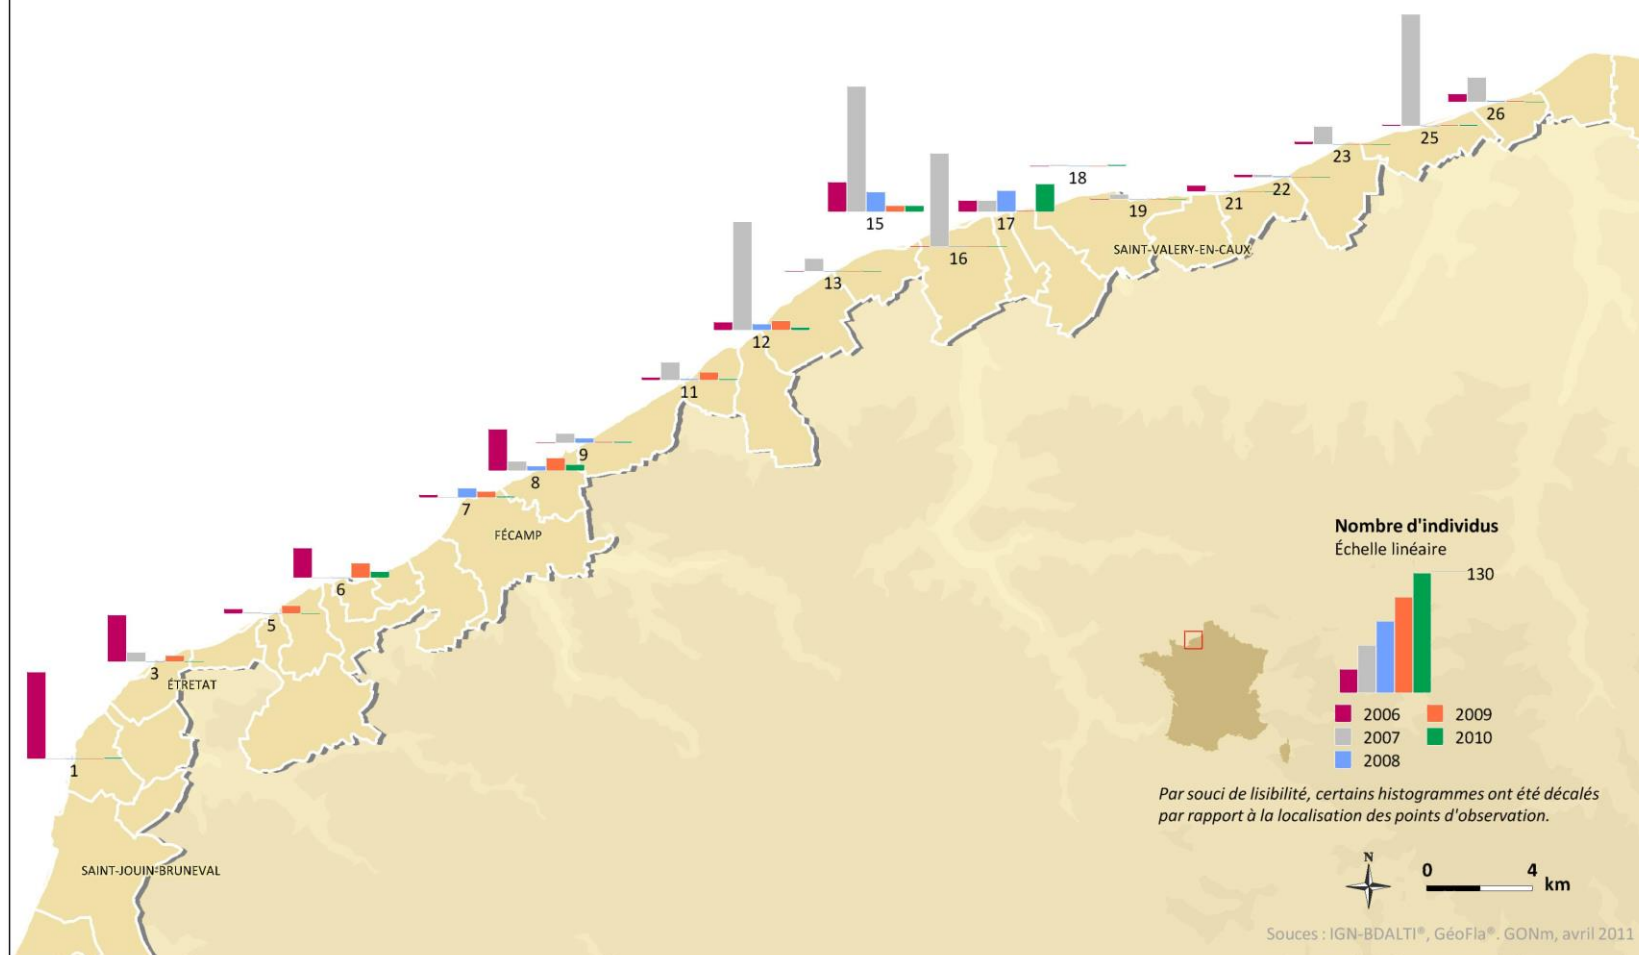 26
25
23
18
22
21
19
15
17
SAINT-VALERY-EN-CAUX
16
13
12
11
9
8
7
FÉCAMP
6
5
3
ÉTRETAT
1
SAINT-JOUIN-BRUNEVAL
Nombre d'individus
Échelle linéaire
130
2006 2009
2007 2010
2008
Par souci de lisibilité, certains histogrammes ont été décalés
par rapport à la localisation des points d'observation.
N
0 4
km
Souces : IGN-BDALTI®, GéoFla®. GONm, avril 2011